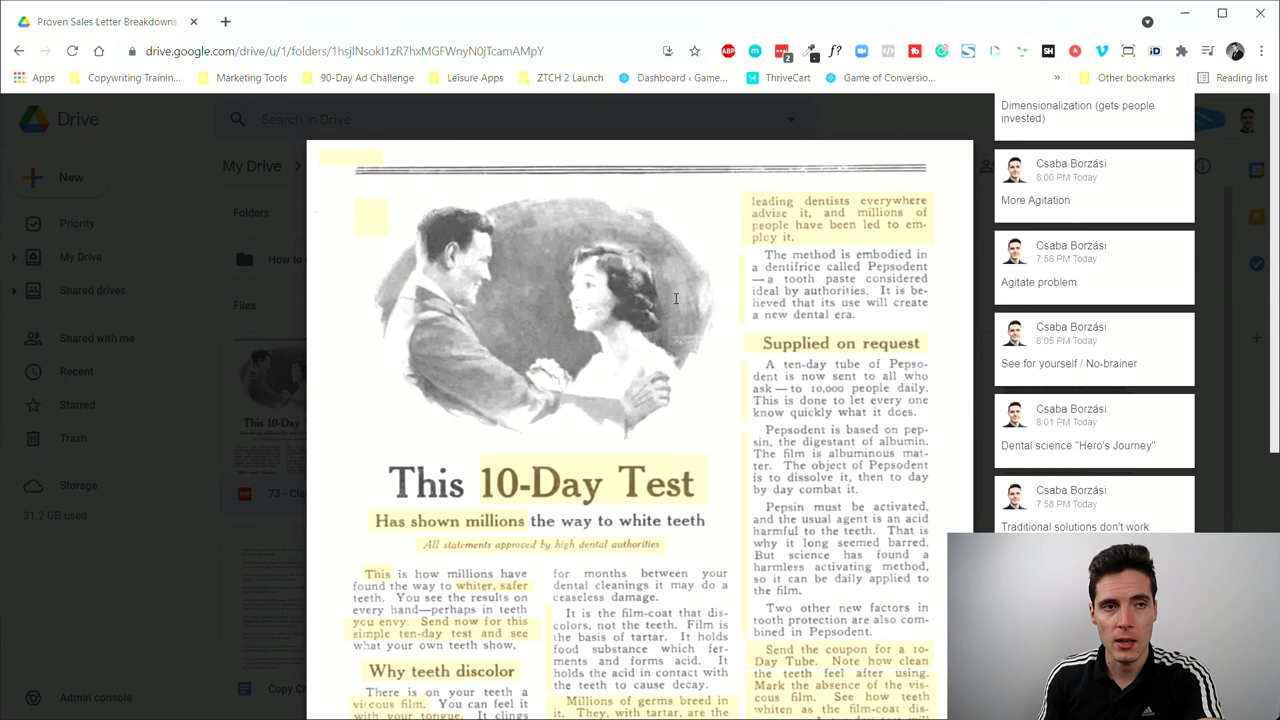 Proven Sales Letter Breakdowns
drive.google.com/drive/u/1/folders/1hsjlNsokI1zR7hxMGFWnyN0jTcamAMpY
Apps
Copywriting Trainin...
Marketing Tools
90-Day Ad Challenge
Leisure Apps
ZTCH 2 Launch
Dashboard ‹ Game...
ThriveCart
Game of Conversio...
»
Other bookmarks
Reading list
Drive
Search in Drive
New
Priority
My Drive
Shared drives
Shared with me
Recent
Starred
Trash
Storage
31.2 GB used
Admin console
My Drive
Folders
How to
Files
This 10-D
73 - Cla
Copy Ch
This 10-Day Test
Has shown millions the way to white teeth
All statements approved by high dental authorities
This is how millions have
found the way to whiter, safer
teeth. You see the results on
every hand—perhaps in teeth
you envy. Send now for this
simple ten-day test and see
what your own teeth show.
Why teeth discolor
There is on your teeth a
viscous film. You can feel it
with your tongue. It clings
for months between your
dental cleanings it may do a
ceaseless damage.
It is the film-coat that dis-
colors, not the teeth. Film is
the basis of tartar. It holds
food substance which fer-
ments and forms acid. It
holds the acid in contact with
the teeth to cause decay.
Millions of germs breed in
it. They, with tartar, are the
leading dentists everywhere
advise it, and millions of
people have been led to em-
ploy it.
The method is embodied in
a dentifrice called Pepsodent
—a tooth paste considered
ideal by authorities. It is be-
lieved that its use will create
a new dental era.
Supplied on request
A ten-day tube of Pepso-
dent is now sent to all who
ask—to 10,000 people daily.
This is done to let every one
know quickly what it does.
Pepsodent is based on pep-
sin, the digestant of albumin.
The film is albuminous mat-
ter. The object of Pepsodent
is to dissolve it, then to day
by day combat it.
Pepsin must be activated,
and the usual agent is an acid
harmful to the teeth. That is
why it long seemed barred.
But science has found a
harmless activating method,
so it can be daily applied to
the film.
Two other new factors in
tooth protection are also com-
bined in Pepsodent.
Send the coupon for a 10-
Day Tube. Note how clean
the teeth feel after using.
Mark the absence of the vis-
cous film. See how teeth
whiten as the film-coat dis-
Dimensionalization (gets people
invested)
Csaba Borzási
8:00 PM Today
More Agitation
Csaba Borzási
7:58 PM Today
Agitate problem
Csaba Borzási
8:05 PM Today
See for yourself / No-brainer
Csaba Borzási
8:01 PM Today
Dental science "Hero's Journey"
Csaba Borzási
7:58 PM Today
Traditional solutions don't work